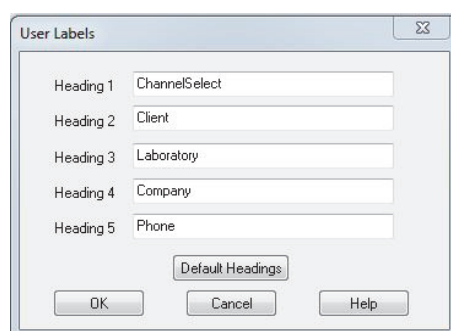 User Labels
Heading 1 ChannelSelect
Heading 2 Client
Heading 3 Laboratory
Heading 4 Company
Heading 5 Phone
Default Headings
OK Cancel Help